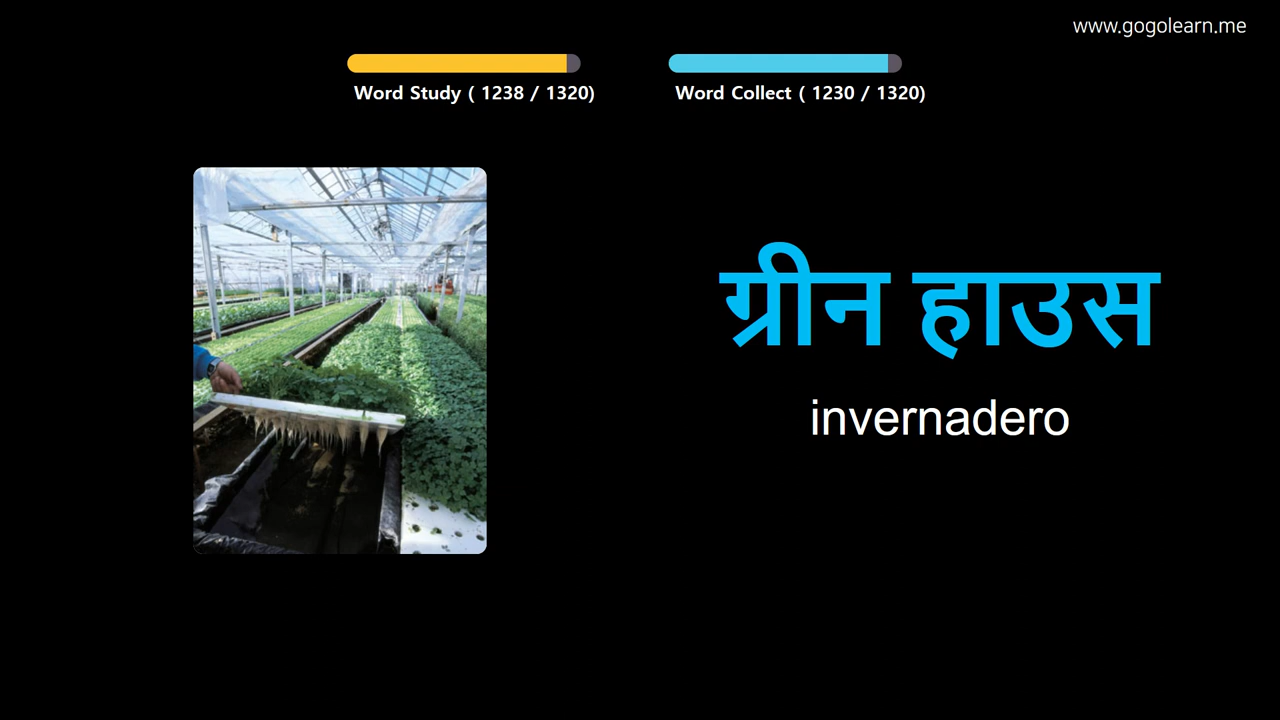 www.gogolearn.me
Word Study ( 1238 / 1320)
Word Collect ( 1230 / 1320)
ग्रीन हाउस
invernadero